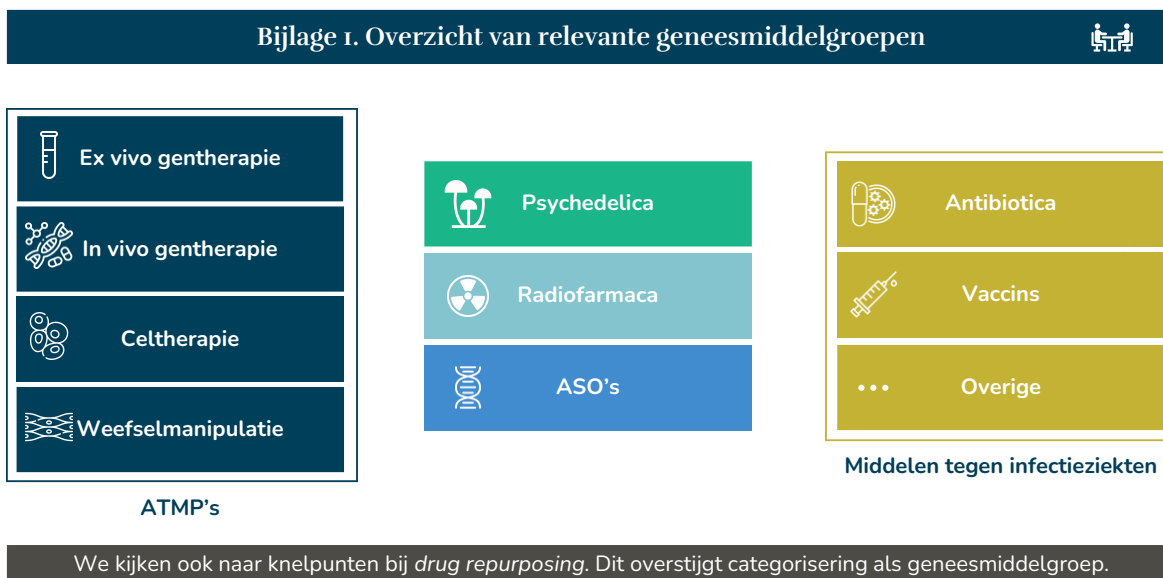 Bijlage 1. Overzicht van relevante geneesmiddelgroepen
Ex vivo gentherapie
In vivo gentherapie
Celtherapie
Weefselmanipulatie
ATMP’s
Psychedelica
Radiofarmaca
ASO’s
Antibiotica
Vaccins
Overige
Middelen tegen infectieziekten
We kijken ook naar knelpunten bij drug repurposing. Dit overstijgt categorisering als geneesmiddelgroep.